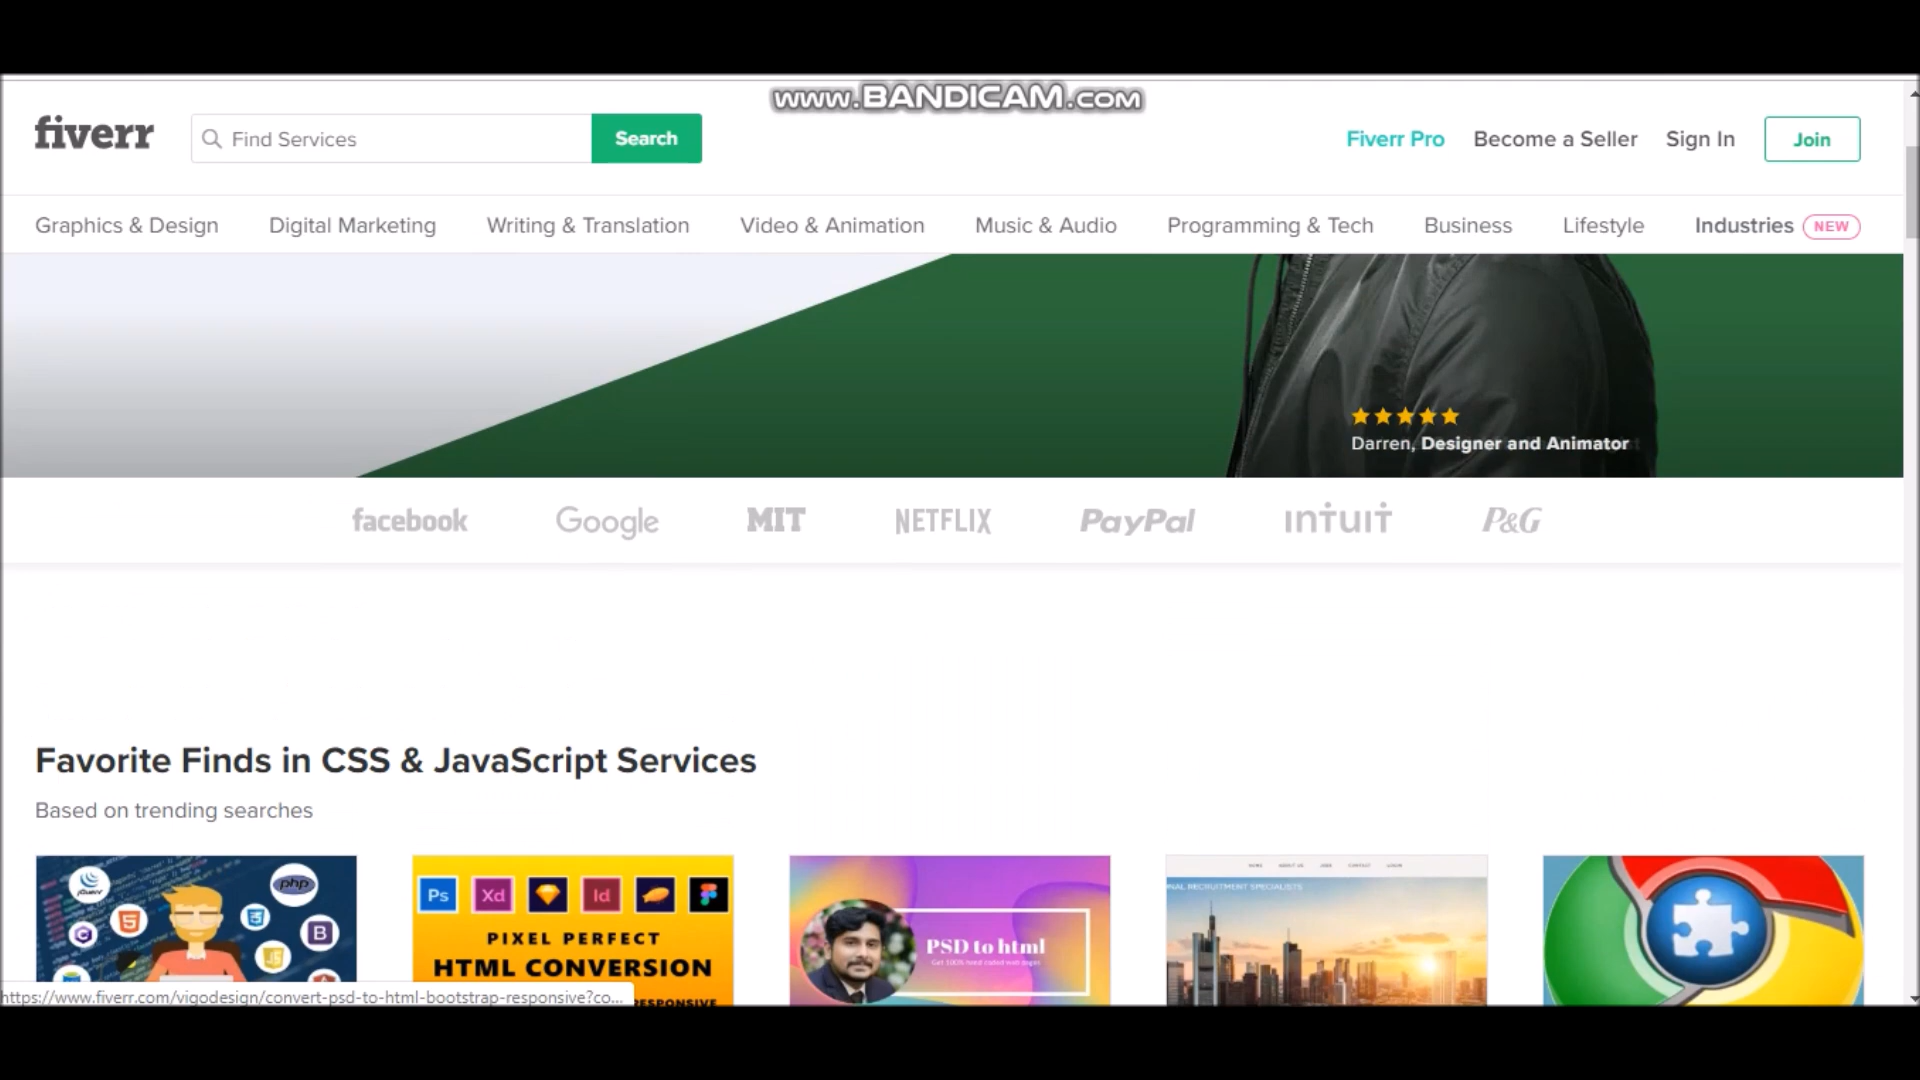 www.BANDICAM.com
fiverr
Find Services
Search
Fiverr Pro
Become a Seller
Sign In
Join
Graphics & Design
Digital Marketing
Writing & Translation
Video & Animation
Music & Audio
Programming & Tech
Business
Lifestyle
Industries NEW
Darren, Designer and Animator
facebook
Google
MIT
NETFLIX
PayPal
intuit
P&G
Favorite Finds in CSS & JavaScript Services
Based on trending searches
jQuery
php
B
Ps
Xd
Id
PIXEL PERFECT
HTML CONVERSION
RESPONSIVE
PSD to html
Get 100% hand coded web pages
HOME ABOUT US JOBS CONTACT LOGIN
NAL RECRUITMENT SPECIALISTS
https://www.fiverr.com/vigodesign/convert-psd-to-html-bootstrap-responsive?co...